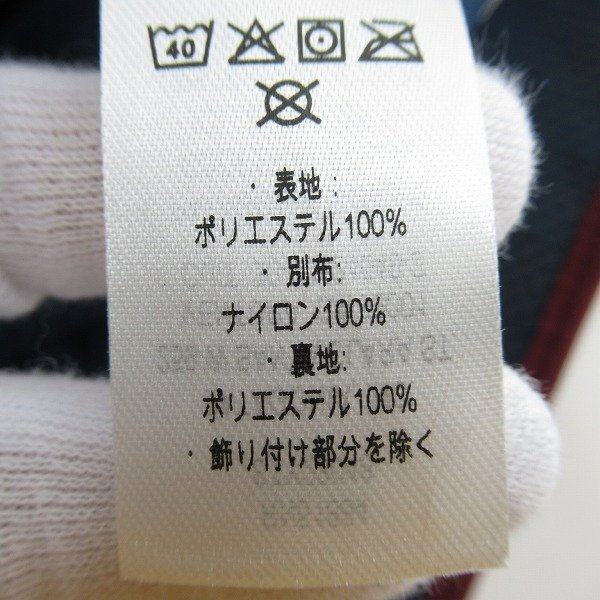 40
・表地：
ポリエステル100%
・別布:
ナイロン100%
・裏地:
ポリエステル100%
・飾り付け部分を除く